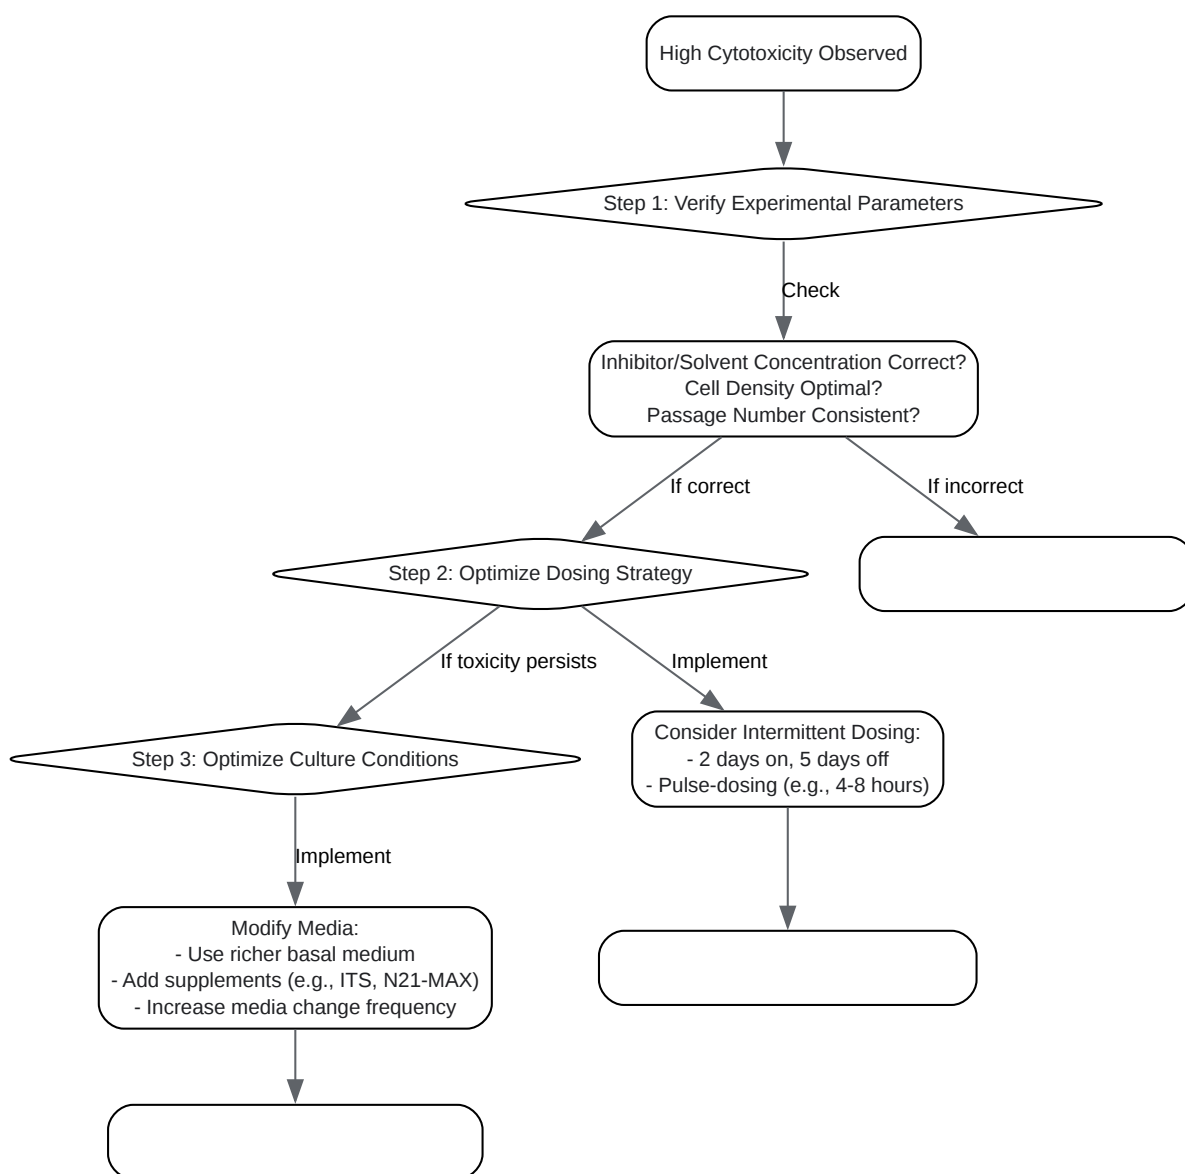 High Cytotoxicity Observed
Step 1: Verify Experimental Parameters
Check
Inhibitor/Solvent Concentration Correct?
Cell Density Optimal?
Passage Number Consistent?
If correct
If incorrect
Step 2: Optimize Dosing Strategy
If toxicity persists
Implement
Step 3: Optimize Culture Conditions
Consider Intermittent Dosing:
- 2 days on, 5 days off
- Pulse-dosing (e.g., 4-8 hours)
Implement
Modify Media:
- Use richer basal medium
- Add supplements (e.g., ITS, N21-MAX)
- Increase media change frequency